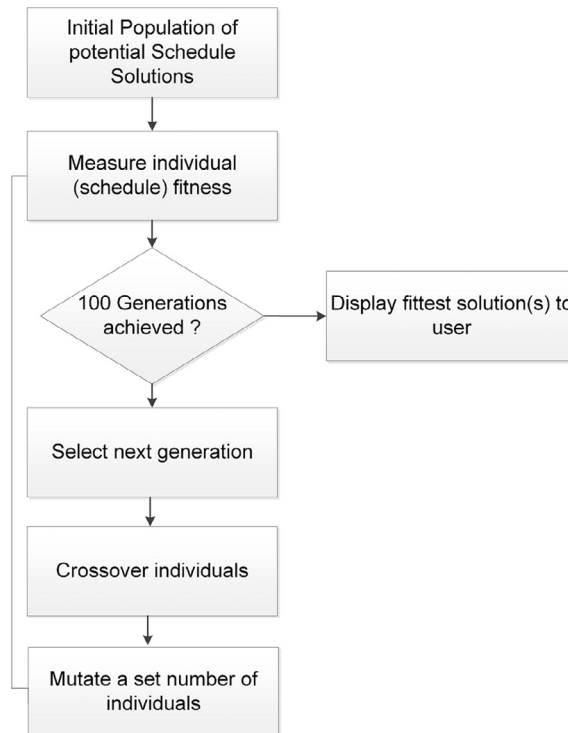 Initial Population of
potential Schedule
Solutions
Measure individual
(schedule) fitness
100 Generations
achieved ?
Display fittest solution(s) to
user
Select next generation
Crossover individuals
Mutate a set number of
individuals